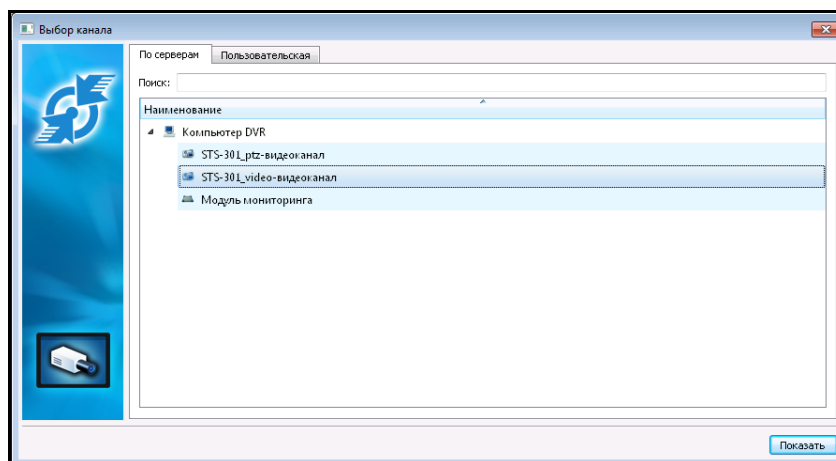 Выбор канала
По серверам Пользовательская
Поиск:
Наименование
Компьютер DVR
STS-301_ptz-видеоканал
STS-301_video-видеоканал
Модуль мониторинга
Показать